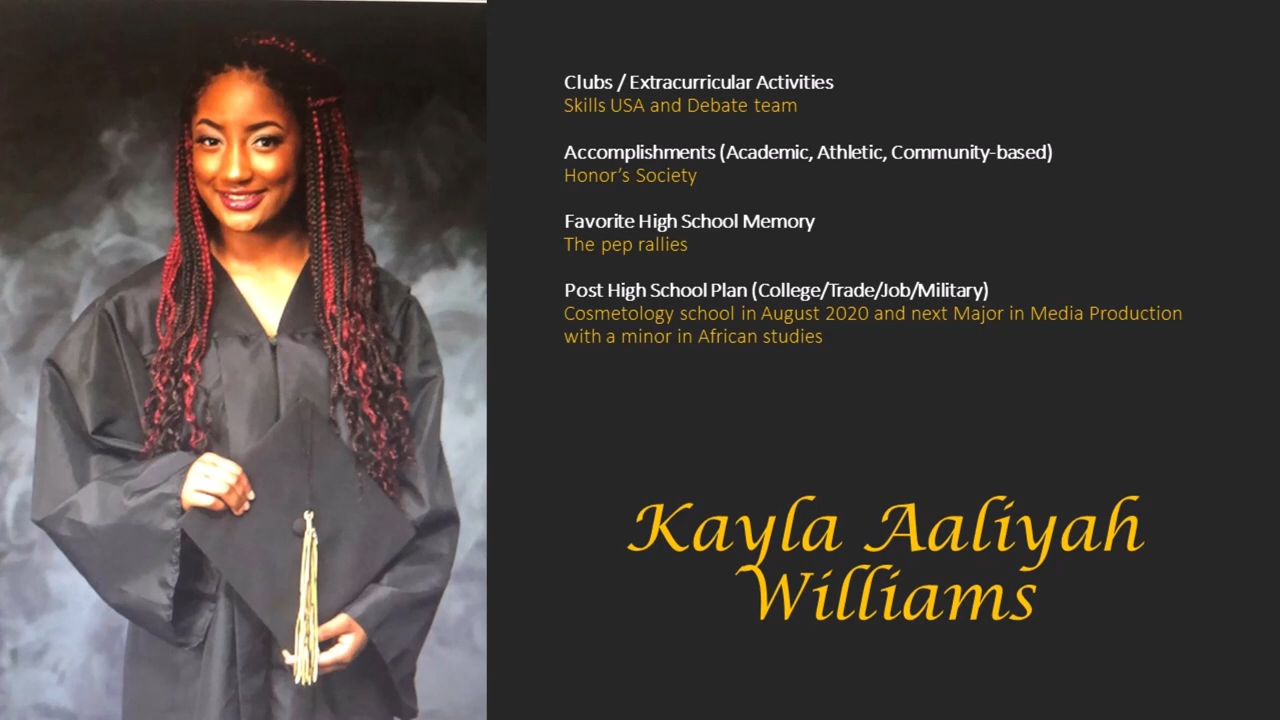 Clubs / Extracurricular Activities
Skills USA and Debate team
Accomplishments (Academic, Athletic, Community-based)
Honor’s Society
Favorite High School Memory
The pep rallies
Post High School Plan (College/Trade/Job/Military)
Cosmetology school in August 2020 and next Major in Media Production
with a minor in African studies
Kayla Aaliyah
Williams